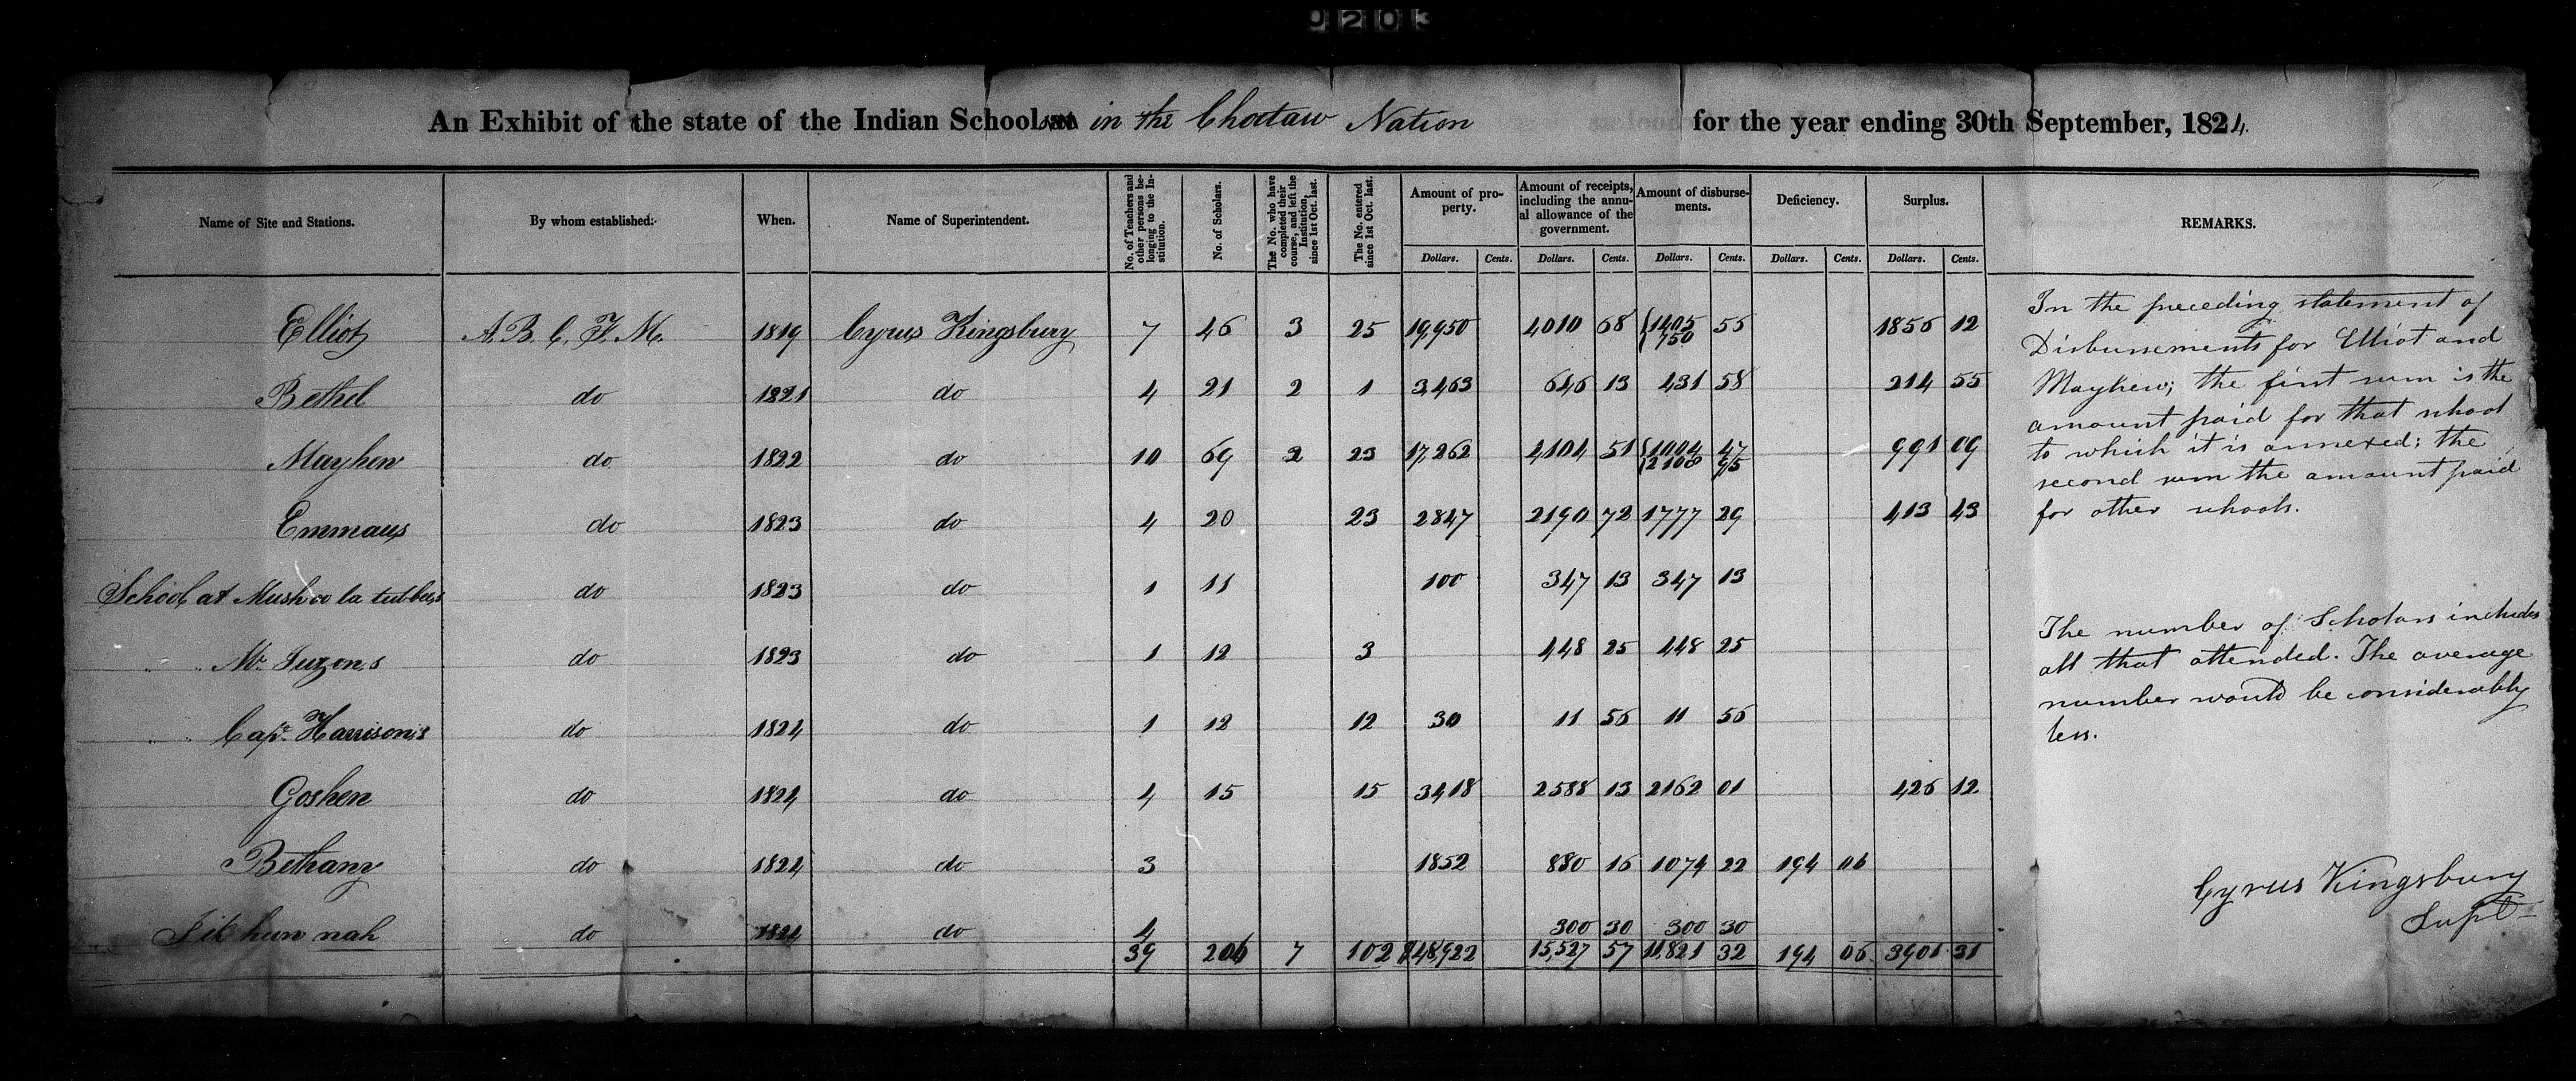 0203
An Exhibit of the state of the Indian Schools in the Choctaw Nation for the year ending 30th September, 1824.
Name of Site and Stations. | By whom established. | When. | Name of Superintendent. | No. of Teachers and other persons belonging to the Institution. | No. of Scholars. | The No. who have completed their course, and left the Institution, since 1st Oct. last. | The No. entered since 1st Oct. last. | Amount of property. | Amount of receipts, including the annual allowance of the government. | Amount of disbursements. | Deficiency. | Surplus. | REMARKS.
Dollars. Cents. | Dollars. Cents. | Dollars. Cents. | Dollars. Cents. | Dollars. Cents.
Elliot | A. B. C. F. M. | 1819 | Cyrus Kingsbury | 7 | 46 | 3 | 25 | 19,950 | 4010 68 | {1405 750 56 | | 1856 12
Bethel | do | 1821 | do | 4 | 21 | 2 | 1 | 3463 | 646 13 | 431 58 | | 214 55
Mayhew | do | 1822 | do | 10 | 69 | 2 | 23 | 17,262 | 4104 51 | {1004 47 2108 95 | | 991 09
Emmaus | do | 1823 | do | 4 | 20 | | 23 | 2847 | 2190 72 | 1777 29 | | 413 43
School at Mush oo la tubbees | do | 1823 | do | 1 | 11 | | | 100 | 347 13 | 347 13
" " Mr. Juzon,s | do | 1823 | do | 1 | 12 | | 3 | | 448 25 | 448 25
" " Capt. Harrison,s | do | 1824 | do | 1 | 12 | | 12 | 30 | 11 56 | 11 56
Goshen | do | 1824 | do | 4 | 15 | | 15 | 3418 | 2588 13 | 2162 01 | | 426 12
Bethany | do | 1824 | do | 3 | | | | 1852 | 880 16 | 1074 22 | 194 06
I ik hun nah | do | 1824 | do | 4 | | | | | 300 30 | 300 30
39 | 206 | 7 | 102 | 48,922 | 15,527 57 | 11,821 32 | 194 06 | 3901 31
In the preceding statement of
Disbursements for Elliot and
Mayhew; the first sum is the
amount paid for that school
to which it is annexed; the
second sum the amount paid
for other schools.
The number of Scholars includes
all that attended. The average
number would be considerably
less.
Cyrus Kingsbury
Supt